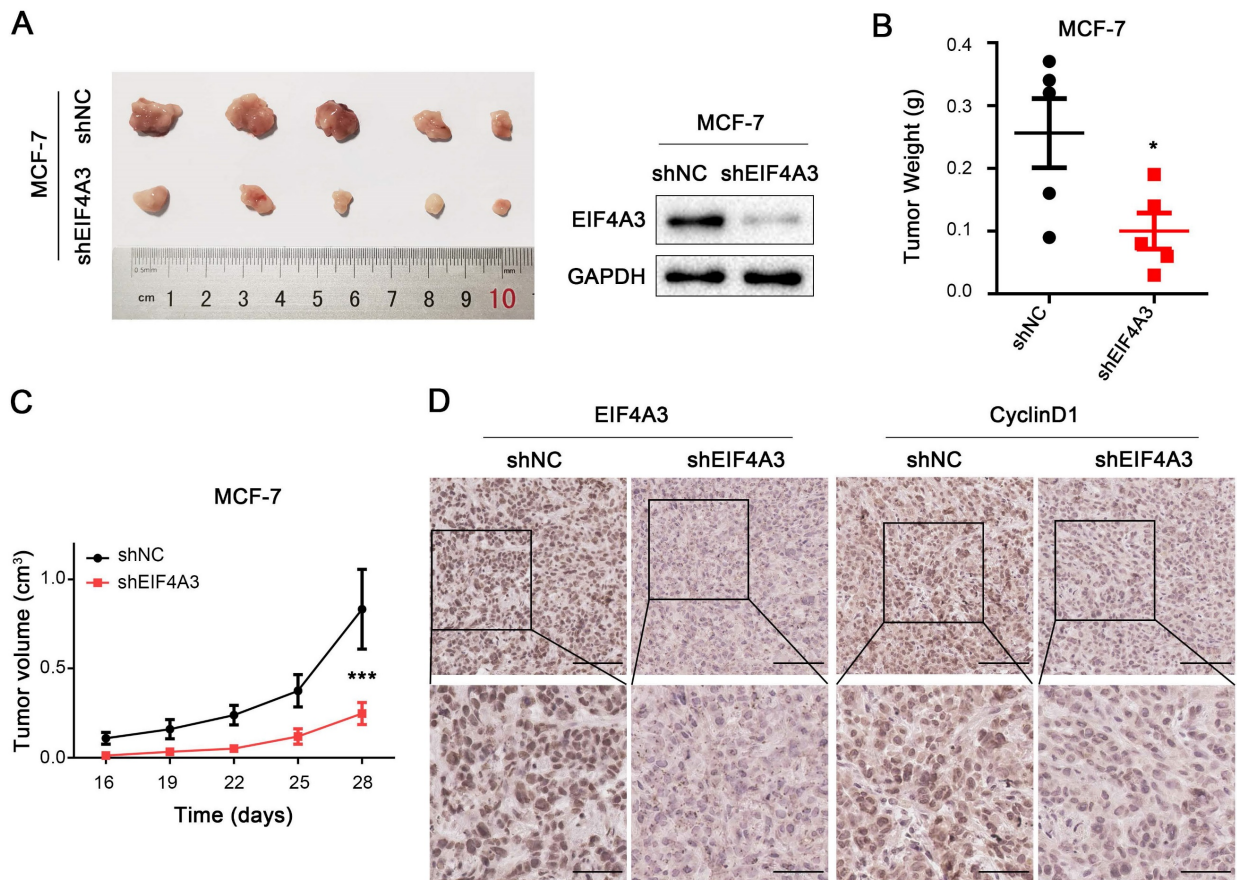 A
MCF-7
shNC
shEIF4A3
0.5mm
mm
cm 1 2 3 4 5 6 7 8 9 10
MCF-7
shNC shEIF4A3
EIF4A3
GAPDH
B
MCF-7
Tumor Weight (g)
0.4
0.3
0.2
0.1
0.0
*
shNC
shEIF4A3
C
MCF-7
shNC
shEIF4A3
Tumor volume (cm³)
1.0
0.5
0.0
***
16 19 22 25 28
Time (days)
D
EIF4A3 CyclinD1
shNC shEIF4A3 shNC shEIF4A3